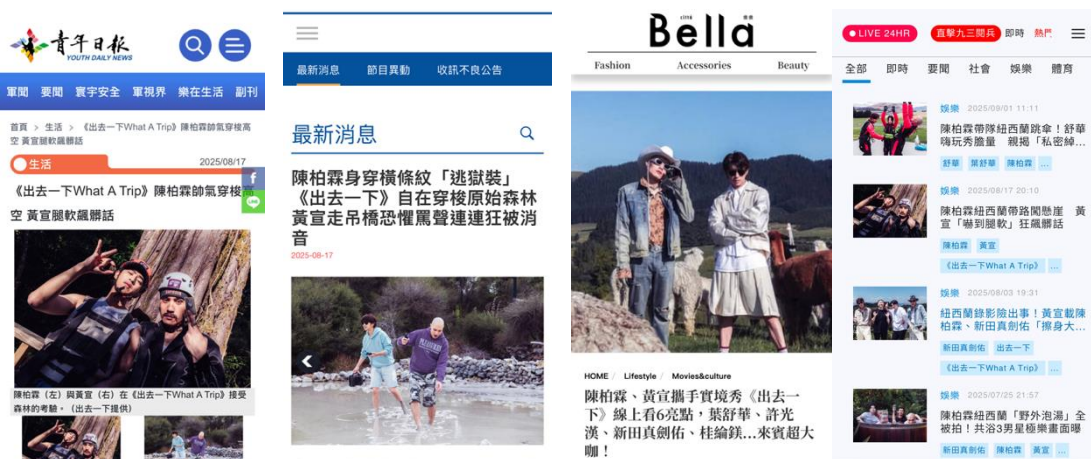 青年日報
YOUTH DAILY NEWS
軍聞 要聞 寰宇安全 軍視界 樂在生活 副刊
首頁 > 生活 > 《出去一下What A Trip》陳柏霖帥氣穿梭高
空 黃宣腿軟飆髒話
生活
2025/08/17
《出去一下What A Trip》陳柏霖帥氣穿梭高
空 黃宣腿軟飆髒話
陳柏霖（左）與黃宣（右）在《出去一下What A Trip》接受
森林的考驗。（出去一下提供）
最新消息 節目異動 收訊不良公告
最新消息
陳柏霖身穿橫條紋「逃獄裝」
《出去一下》自在穿梭原始森林
黃宣走吊橋恐懼罵聲連連狂被消
音
2025-08-17
Bella
Fashion Accessories Beauty
HOME / Lifestyle / Movies&culture
陳柏霖、黃宣攜手實境秀《出去一
下》線上看6亮點，葉舒華、許光
漢、新田真劍佑、桂綸鎂...來賓超大
咖！
LIVE 24HR 直擊九三閱兵 即時 熱門
全部 即時 要聞 社會 娛樂 體育
娛樂 2025/09/01 11:11
陳柏霖帶隊紐西蘭跳傘！舒華
嗨玩秀膽量 親揭「私密綽...
舒華 葉舒華 陳柏霖 ...
娛樂 2025/08/17 20:10
陳柏霖紐西蘭帶路闖懸崖 黃
宣「嚇到腿軟」狂飆髒話
陳柏霖 黃宣
《出去一下What A Trip》 ...
娛樂 2025/08/03 19:31
紐西蘭錄影險出事！黃宣載陳
柏霖、新田真劍佑「擦身大...
新田真劍佑 出去一下
《出去一下What A Trip》 ...
娛樂 2025/07/25 21:57
陳柏霖紐西蘭「野外泡湯」全
被拍！共浴3男星極樂畫面曝
新田真劍佑 陳柏霖 黃宣 ...